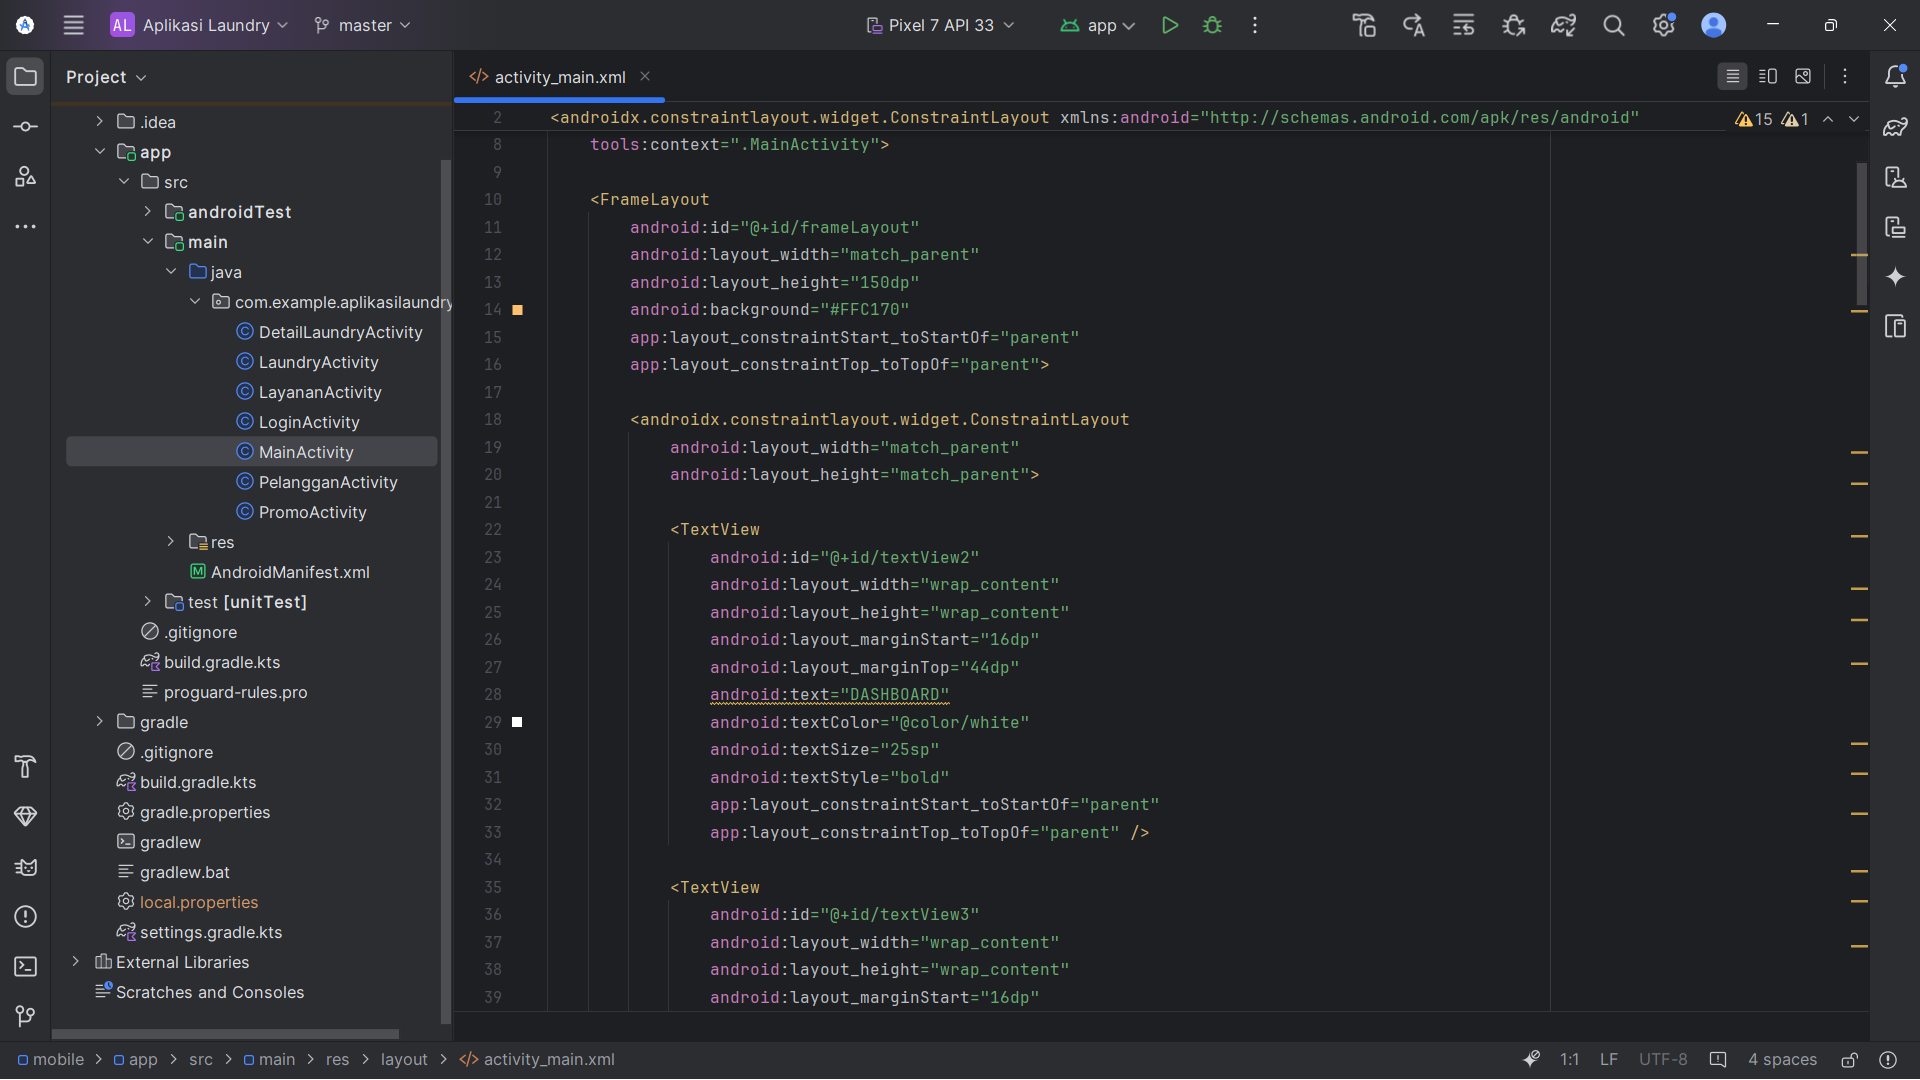 AL Aplikasi Laundry master Pixel 7 API 33 app
Project
activity_main.xml
.idea
app
src
androidTest
main
java
com.example.aplikasilaundry
DetailLaundryActivity
LaundryActivity
LayananActivity
LoginActivity
MainActivity
PelangganActivity
PromoActivity
res
AndroidManifest.xml
test [unitTest]
.gitignore
build.gradle.kts
proguard-rules.pro
gradle
.gitignore
build.gradle.kts
gradle.properties
gradlew
gradlew.bat
local.properties
settings.gradle.kts
External Libraries
Scratches and Consoles
2 <androidx.constraintlayout.widget.ConstraintLayout xmlns:android="http://schemas.android.com/apk/res/android" 15 1
8 tools:context=".MainActivity">
9
10 <FrameLayout
11 android:id="@+id/frameLayout"
12 android:layout_width="match_parent"
13 android:layout_height="150dp"
14 android:background="#FFC170"
15 app:layout_constraintStart_toStartOf="parent"
16 app:layout_constraintTop_toTopOf="parent">
17
18 <androidx.constraintlayout.widget.ConstraintLayout
19 android:layout_width="match_parent"
20 android:layout_height="match_parent">
21
22 <TextView
23 android:id="@+id/textView2"
24 android:layout_width="wrap_content"
25 android:layout_height="wrap_content"
26 android:layout_marginStart="16dp"
27 android:layout_marginTop="44dp"
28 android:text="DASHBOARD"
29 android:textColor="@color/white"
30 android:textSize="25sp"
31 android:textStyle="bold"
32 app:layout_constraintStart_toStartOf="parent"
33 app:layout_constraintTop_toTopOf="parent" />
34
35 <TextView
36 android:id="@+id/textView3"
37 android:layout_width="wrap_content"
38 android:layout_height="wrap_content"
39 android:layout_marginStart="16dp"
mobile > app > src > main > res > layout > activity_main.xml 1:1 LF UTF-8 4 spaces